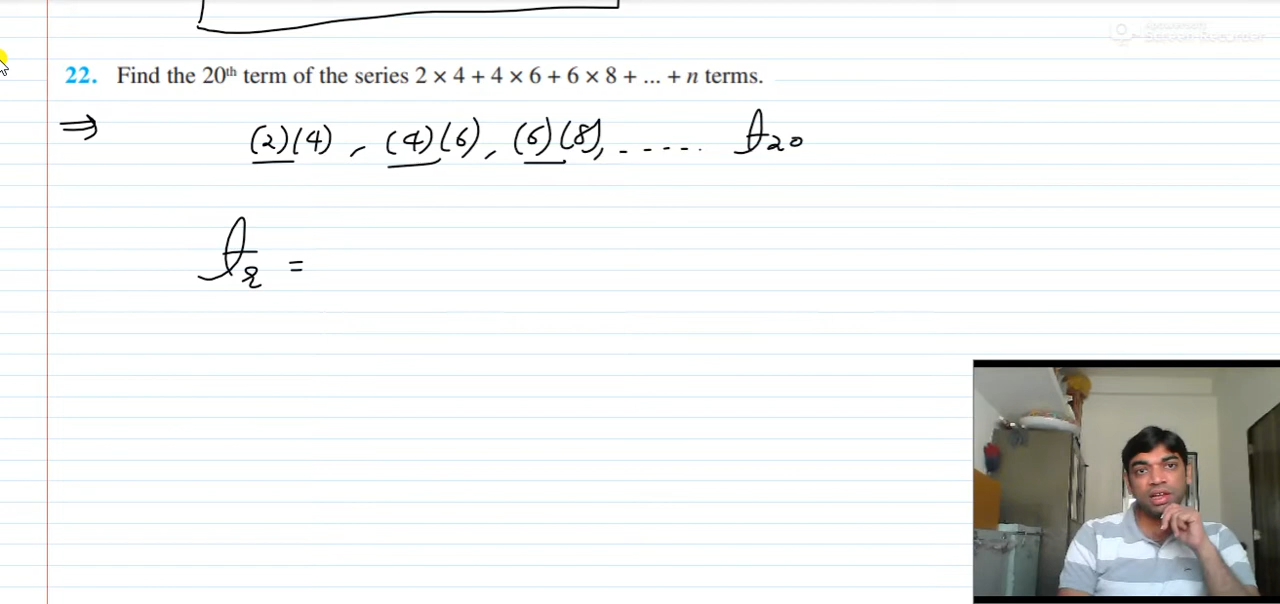 22. Find the 20th term of the series 2 × 4 + 4 × 6 + 6 × 8 + ... + n terms.
⇒ (2)(4), (4)(6), (6)(8), ..... t20
tr =